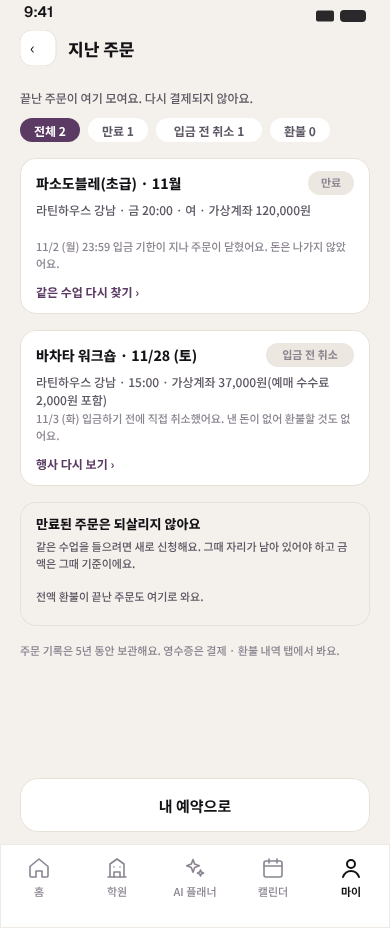 9:41
‹ 지난 주문
끝난 주문이 여기 모여요. 다시 결제되지 않아요.
전체 2 만료 1 입금 전 취소 1 환불 0
파소도블레(초급) · 11월 만료
라틴하우스 강남 · 금 20:00 · 여 · 가상계좌 120,000원
11/2 (월) 23:59 입금 기한이 지나 주문이 닫혔어요. 돈은 나가지 않았
어요.
같은 수업 다시 찾기 ›
바차타 워크숍 · 11/28 (토) 입금 전 취소
라틴하우스 강남 · 15:00 · 가상계좌 37,000원(예매 수수료
2,000원 포함)
11/3 (화) 입금하기 전에 직접 취소했어요. 낸 돈이 없어 환불할 것도 없
어요.
행사 다시 보기 ›
만료된 주문은 되살리지 않아요
같은 수업을 들으려면 새로 신청해요. 그때 자리가 남아 있어야 하고 금
액은 그때 기준이에요.
전액 환불이 끝난 주문도 여기로 와요.
주문 기록은 5년 동안 보관해요. 영수증은 결제 · 환불 내역 탭에서 봐요.
내 예약으로
홈 학원 AI 플래너 캘린더 마이